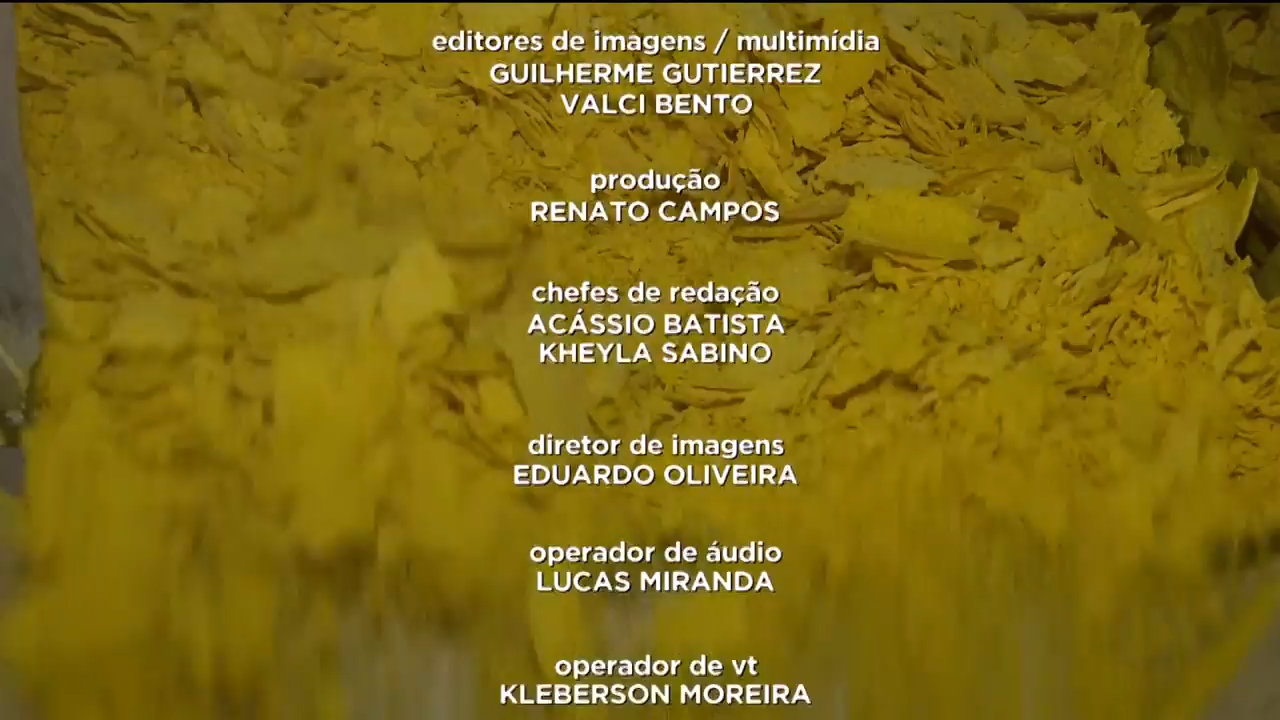 editores de imagens / multimídia
GUILHERME GUTIERREZ
VALCI BENTO
produção
RENATO CAMPOS
chefes de redação
ACÁSSIO BATISTA
KHEYLA SABINO
diretor de imagens
EDUARDO OLIVEIRA
operador de áudio
LUCAS MIRANDA
operador de vt
KLEBERSON MOREIRA